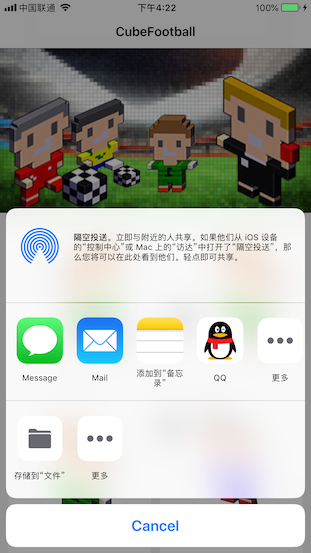 中国联通
下午4:22
100%
CubeFootball
隔空投送。立即与附近的人共享。如果他们从 iOS 设备
的“控制中心”或 Mac 上的“访达”中打开了“隔空投送”，那
么您将可以在此处看到他们。轻点即可共享。
Message
Mail
添加到“备忘
录”
QQ
更多
存储到“文件”
更多
Cancel